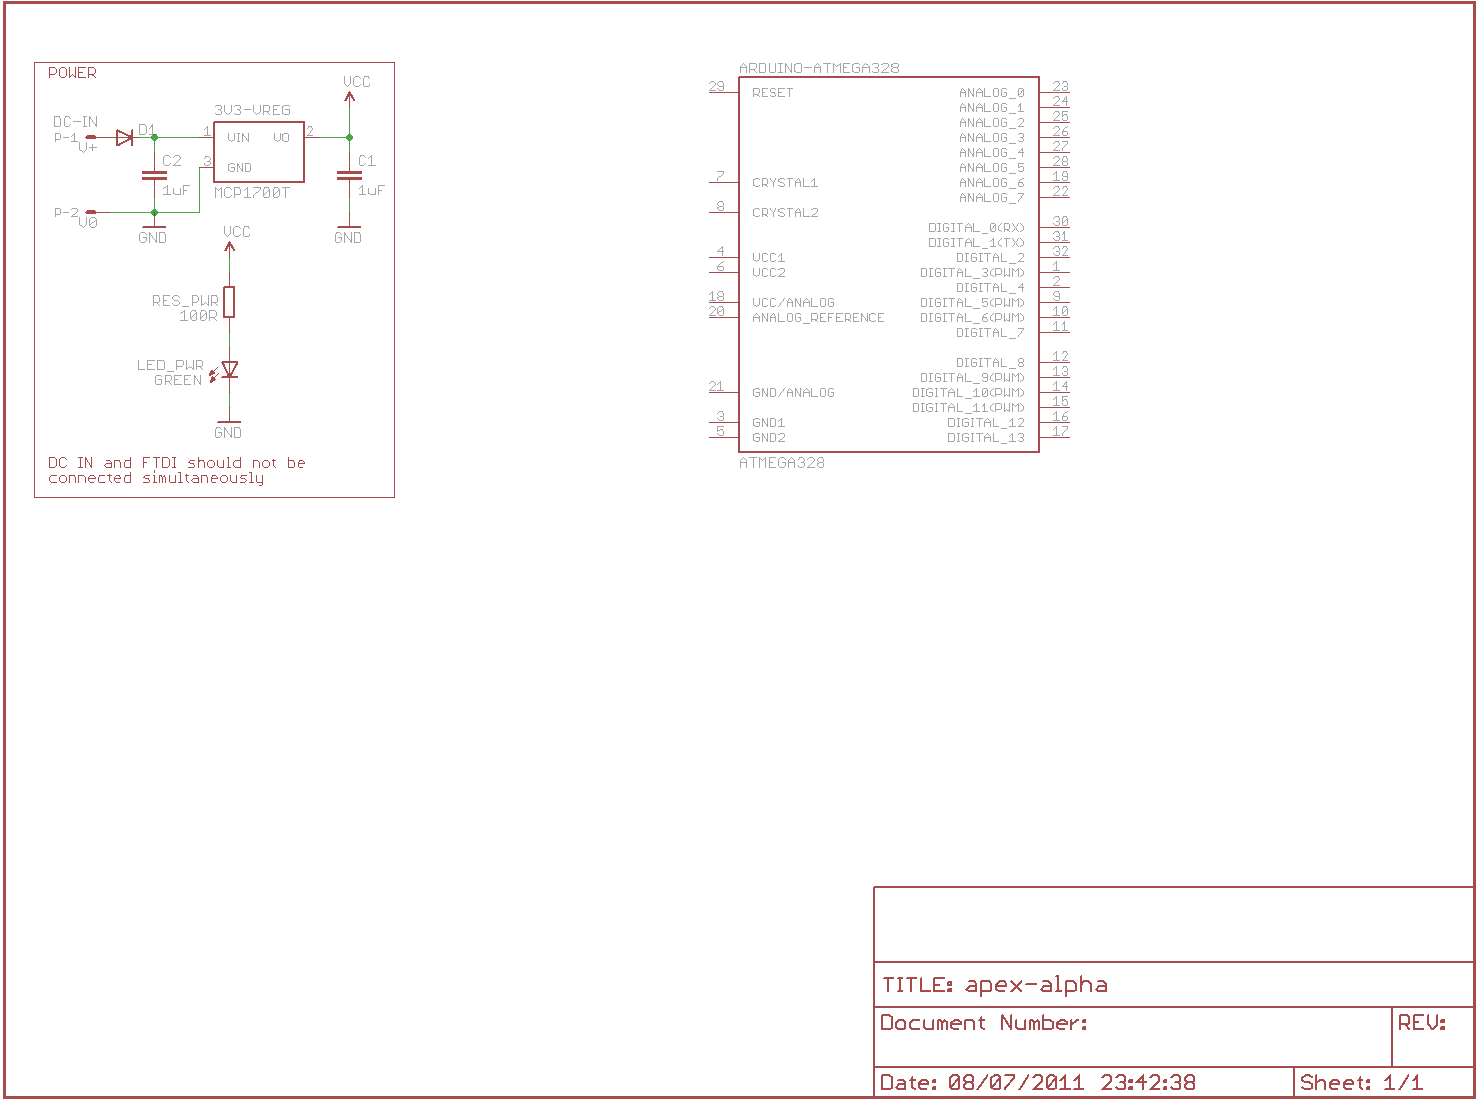 POWER
VCC
3V3-VREG
DC-IN
D1
P-1
V+
1
VIN
VO
2
3
GND
C2
1uF
MCP1700T
C1
1uF
P-2
V0
GND
GND
VCC
RES_PWR
100R
LED_PWR
GREEN
GND
DC IN and FTDI should not be
connected simultaneously
ARDUINO-ATMEGA328
29 RESET
7 CRYSTAL1
8 CRYSTAL2
4 VCC1
6 VCC2
18 VCC/ANALOG
20 ANALOG_REFERENCE
21 GND/ANALOG
3 GND1
5 GND2
ANALOG_0 23
ANALOG_1 24
ANALOG_2 25
ANALOG_3 26
ANALOG_4 27
ANALOG_5 28
ANALOG_6 19
ANALOG_7 22
DIGITAL_0(RX) 30
DIGITAL_1(TX) 31
DIGITAL_2 32
DIGITAL_3(PWM) 1
DIGITAL_4 2
DIGITAL_5(PWM) 9
DIGITAL_6(PWM) 10
DIGITAL_7 11
DIGITAL_8 12
DIGITAL_9(PWM) 13
DIGITAL_10(PWM) 14
DIGITAL_11(PWM) 15
DIGITAL_12 16
DIGITAL_13 17
ATMEGA328
TITLE: apex-alpha
Document Number:
REV:
Date: 08/07/2011 23:42:38
Sheet: 1/1